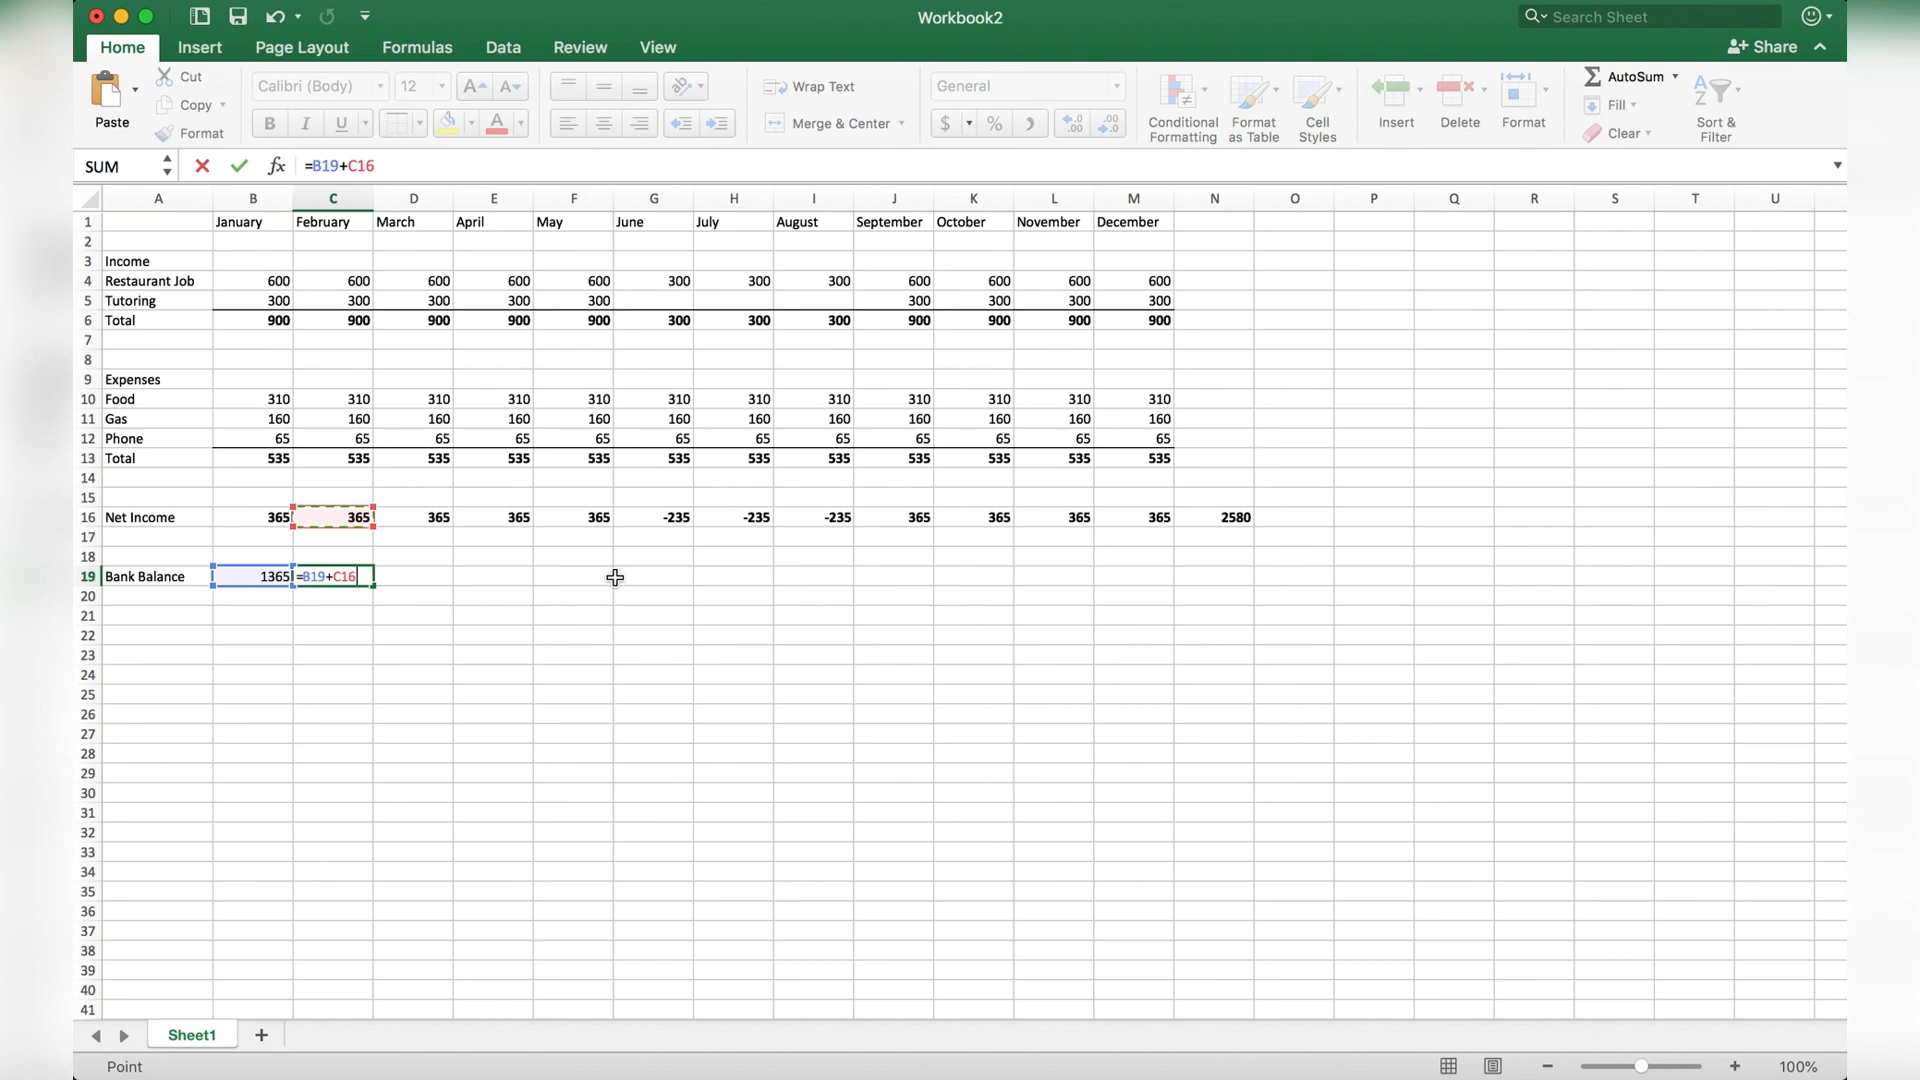 Workbook2
Search Sheet
Home Insert Page Layout Formulas Data Review View
Share
Paste
Cut
Copy
Format
Calibri (Body) 12
A A
B I U A
Wrap Text
Merge & Center
General
$ % )
.00 .0
Conditional Formatting
Format as Table
Cell Styles
Insert
Delete
Format
AutoSum
Fill
Clear
Sort & Filter
SUM fx =B19+C16
A B C D E F G H I J K L M N O P Q R S T U
1 January February March April May June July August September October November December
2
3 Income
4 Restaurant Job 600 600 600 600 600 300 300 300 600 600 600 600
5 Tutoring 300 300 300 300 300 300 300 300 300
6 Total 900 900 900 900 900 300 300 300 900 900 900 900
7
8
9 Expenses
10 Food 310 310 310 310 310 310 310 310 310 310 310 310
11 Gas 160 160 160 160 160 160 160 160 160 160 160 160
12 Phone 65 65 65 65 65 65 65 65 65 65 65 65
13 Total 535 535 535 535 535 535 535 535 535 535 535 535
14
15
16 Net Income 365 365 365 365 365 -235 -235 -235 365 365 365 365 2580
17
18
19 Bank Balance 1365 =B19+C16
20
21
22
23
24
25
26
27
28
29
30
31
32
33
34
35
36
37
38
39
40
41
Sheet1 +
Point 100%